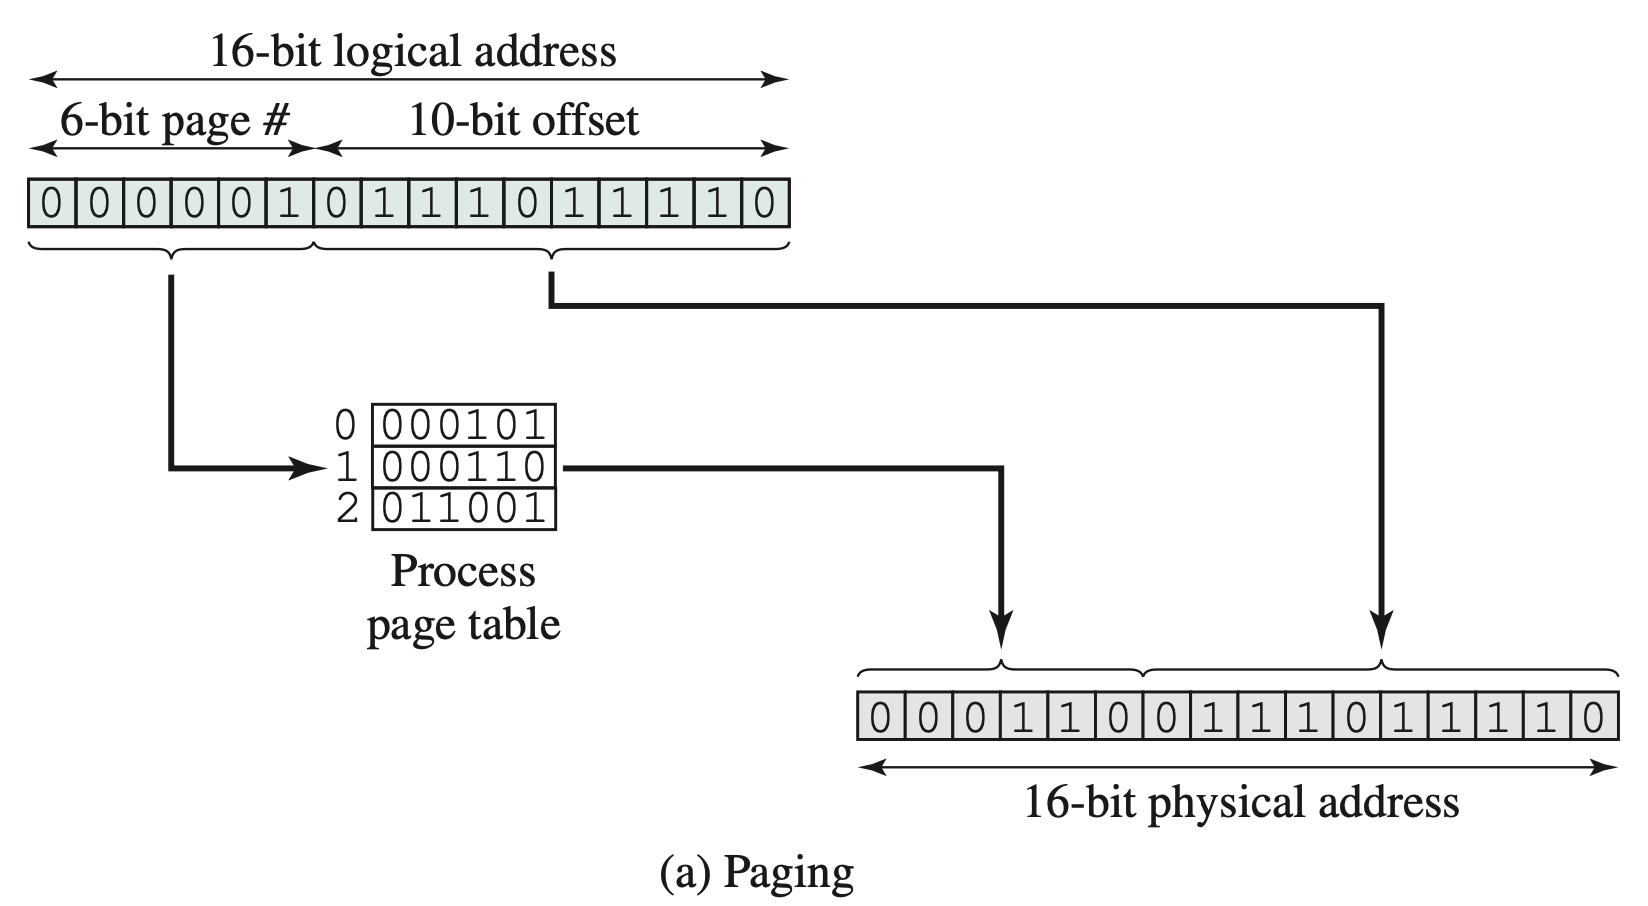 16-bit logical address
6-bit page # 10-bit offset
0 0 0 0 0 1 0 1 1 1 0 1 1 1 1 0
0 000101
1 000110
2 011001
Process
page table
0 0 0 1 1 0 0 1 1 1 0 1 1 1 1 0
16-bit physical address
(a) Paging